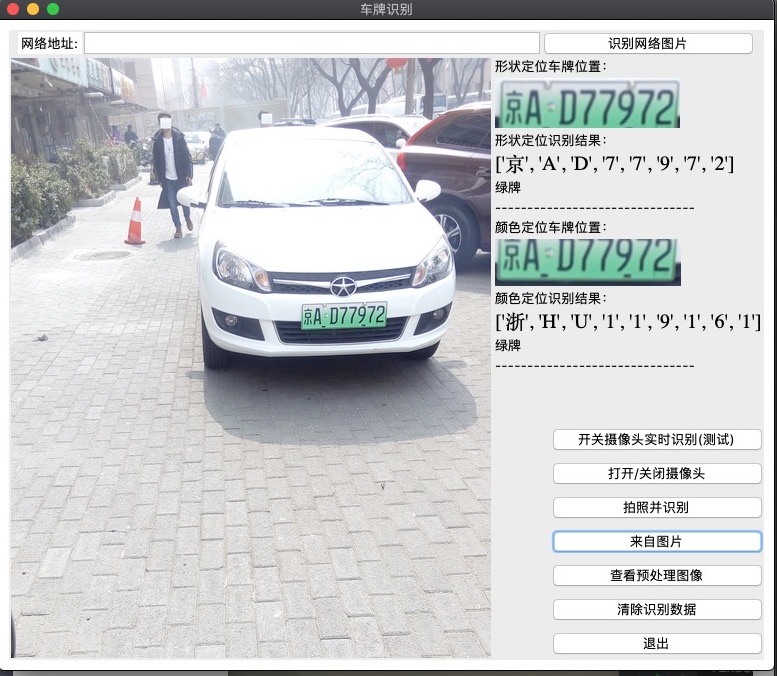 车牌识别
网络地址:
识别网络图片
形状定位车牌位置:
京A·D77972
形状定位识别结果:
['京', 'A', 'D', '7', '7', '9', '7', '2']
绿牌
-------------------------------
颜色定位车牌位置:
京A D77972
颜色定位识别结果:
['浙', 'H', 'U', '1', '1', '9', '1', '6', '1']
绿牌
-------------------------------
京A D77972
开关摄像头实时识别(测试)
打开/关闭摄像头
拍照并识别
来自图片
查看预处理图像
清除识别数据
退出